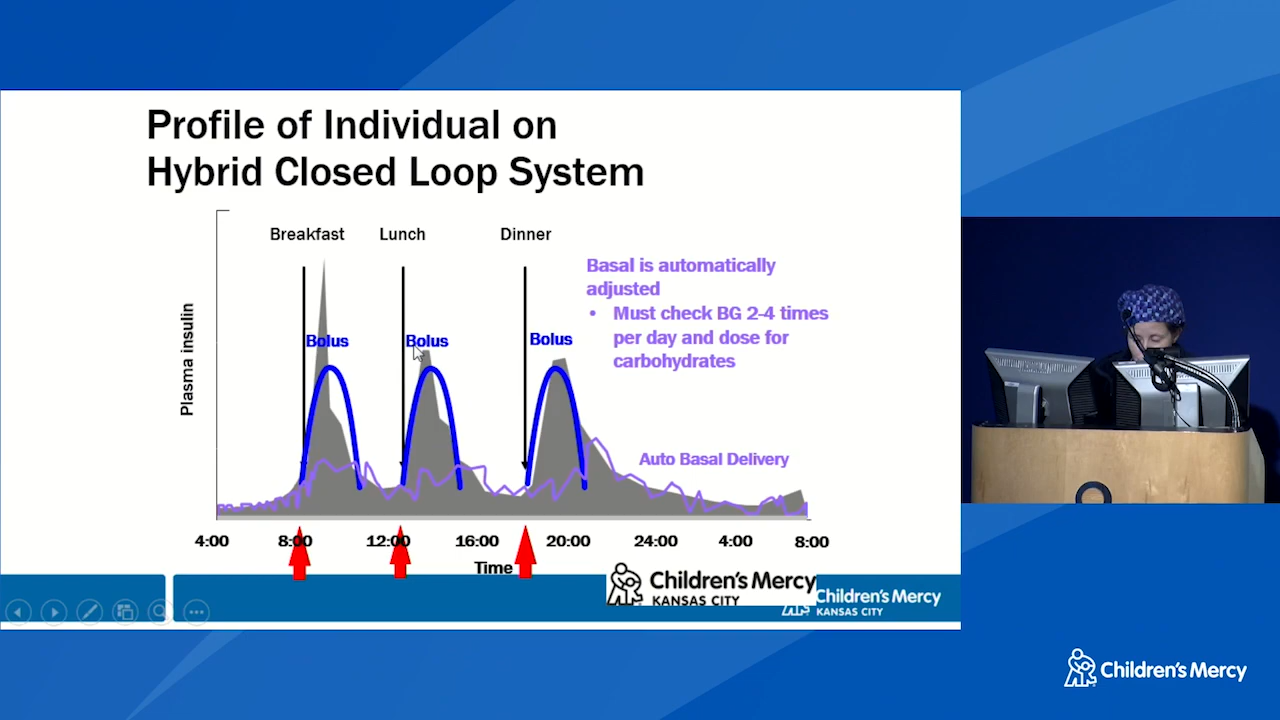 Profile of Individual on
Hybrid Closed Loop System
Breakfast Lunch Dinner
Basal is automatically
adjusted
• Must check BG 2-4 times
per day and dose for
carbohydrates
Bolus Bolus Bolus
Plasma insulin
Auto Basal Delivery
4:00 8:00 12:00 16:00 20:00 24:00 4:00 8:00
Time
Children's Mercy
KANSAS CITY
Children's Mercy
KANSAS CITY
Children's Mercy